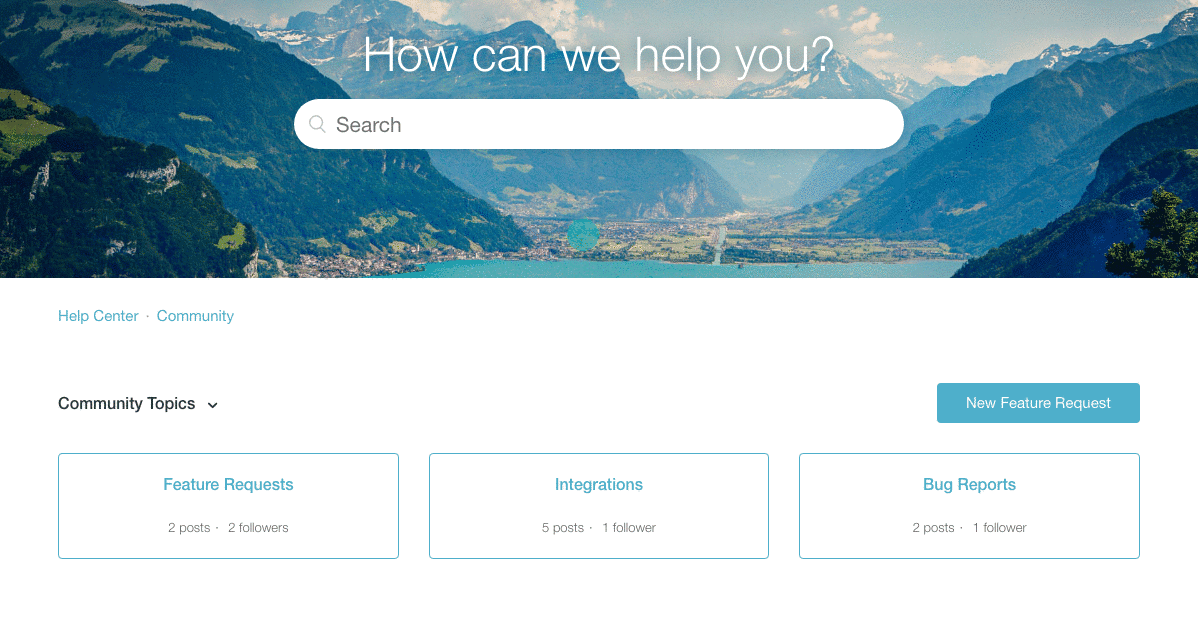 How can we help you?
Search
Help Center · Community
Community Topics
New Feature Request
Feature Requests
2 posts · 2 followers
Integrations
5 posts · 1 follower
Bug Reports
2 posts · 1 follower